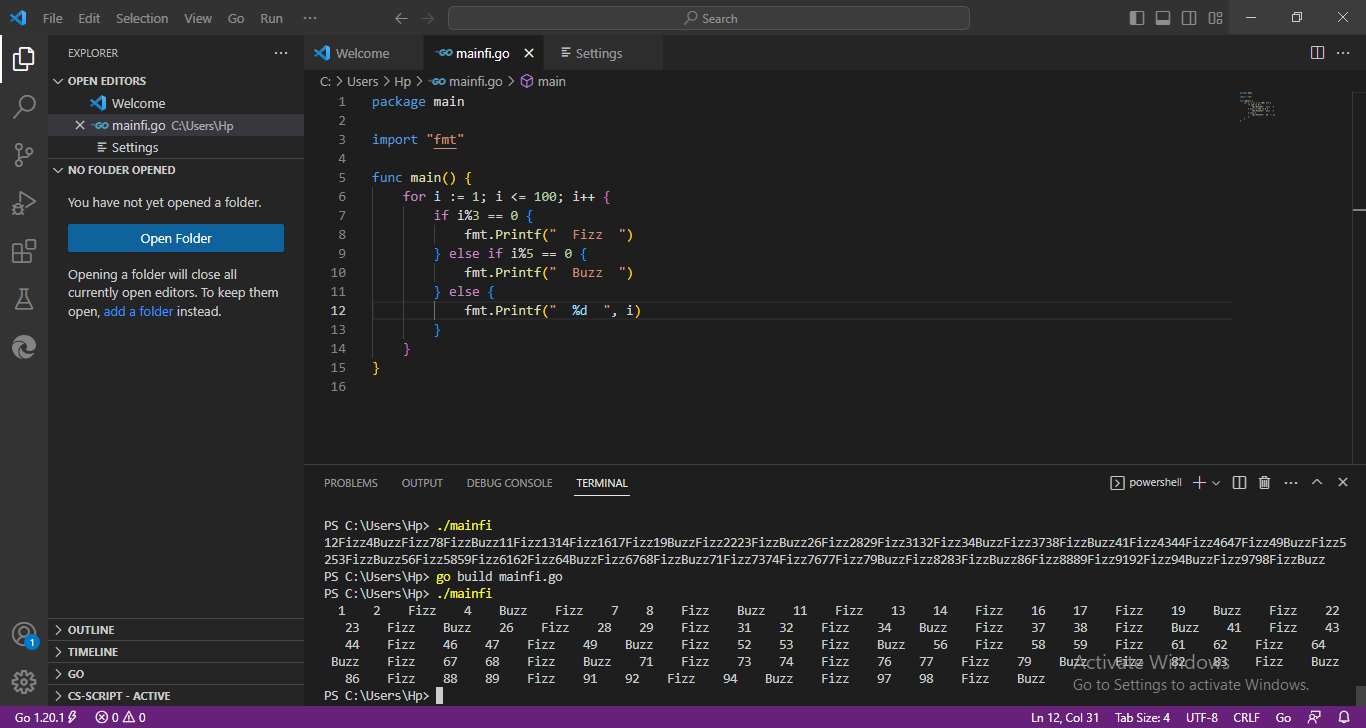 File Edit Selection View Go Run ··· Search
EXPLORER ···
OPEN EDITORS
Welcome
mainfi.go C:\Users\Hp
Settings
NO FOLDER OPENED
You have not yet opened a folder.
Open Folder
Opening a folder will close all
currently open editors. To keep them
open, add a folder instead.
OUTLINE
TIMELINE
GO
CS-SCRIPT - ACTIVE
1
Welcome mainfi.go Settings
C: > Users > Hp > mainfi.go > main
1 package main
2
3 import "fmt"
4
5 func main() {
6 for i := 1; i <= 100; i++ {
7 if i%3 == 0 {
8 fmt.Printf("  Fizz  ")
9 } else if i%5 == 0 {
10 fmt.Printf("  Buzz  ")
11 } else {
12 fmt.Printf("  %d  ", i)
13 }
14 }
15 }
16
PROBLEMS OUTPUT DEBUG CONSOLE TERMINAL powershell
PS C:\Users\Hp> ./mainfi
12Fizz4BuzzFizz78FizzBuzz11Fizz1314Fizz1617Fizz19BuzzFizz2223FizzBuzz26Fizz2829Fizz3132Fizz34BuzzFizz3738FizzBuzz41Fizz4344Fizz4647Fizz49BuzzFizz5
253FizzBuzz56Fizz5859Fizz6162Fizz64BuzzFizz6768FizzBuzz71Fizz7374Fizz7677Fizz79BuzzFizz8283FizzBuzz86Fizz8889Fizz9192Fizz94BuzzFizz9798FizzBuzz
PS C:\Users\Hp> go build mainfi.go
PS C:\Users\Hp> ./mainfi
1 2 Fizz 4 Buzz Fizz 7 8 Fizz Buzz 11 Fizz 13 14 Fizz 16 17 Fizz 19 Buzz Fizz 22
23 Fizz Buzz 26 Fizz 28 29 Fizz 31 32 Fizz 34 Buzz Fizz 37 38 Fizz Buzz 41 Fizz 43
44 Fizz 46 47 Fizz 49 Buzz Fizz 52 53 Fizz Buzz 56 Fizz 58 59 Fizz 61 62 Fizz 64
Buzz Fizz 67 68 Fizz Buzz 71 Fizz 73 74 Fizz 76 77 Fizz 79 Buzz Fizz 82 83 Fizz Buzz
86 Fizz 88 89 Fizz 91 92 Fizz 94 Buzz Fizz 97 98 Fizz Buzz
PS C:\Users\Hp>
Activate Windows
Go to Settings to activate Windows.
Go 1.20.1 0 0 Ln 12, Col 31 Tab Size: 4 UTF-8 CRLF Go